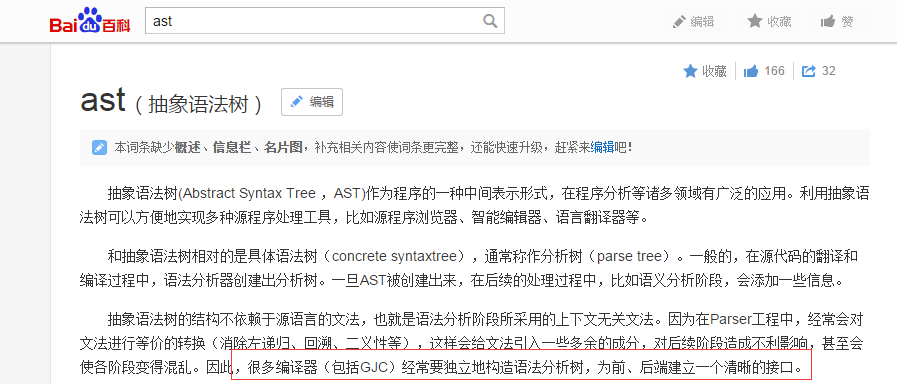 Baidu百科 ast 编辑 收藏 赞
收藏 166 32
ast（抽象语法树） 编辑
本词条缺少概述、信息栏、名片图，补充相关内容使词条更完整，还能快速升级，赶紧来编辑吧！
抽象语法树(Abstract Syntax Tree ，AST)作为程序的一种中间表示形式，在程序分析等诸多领域有广泛的应用。利用抽象语
法树可以方便地实现多种源程序处理工具，比如源程序浏览器、智能编辑器、语言翻译器等。
和抽象语法树相对的是具体语法树（concrete syntaxtree），通常称作分析树（parse tree）。一般的，在源代码的翻译和
编译过程中，语法分析器创建出分析树。一旦AST被创建出来，在后续的处理过程中，比如语义分析阶段，会添加一些信息。
抽象语法树的结构不依赖于源语言的文法，也就是语法分析阶段所采用的上下文无关文法。因为在Parser工程中，经常会对
文法进行等价的转换（消除左递归、回溯、二义性等），这样会给文法引入一些多余的成分，对后续阶段造成不利影响，甚至会
使各阶段变得混乱。因此，很多编译器（包括GJC）经常要独立地构造语法分析树，为前、后端建立一个清晰的接口。